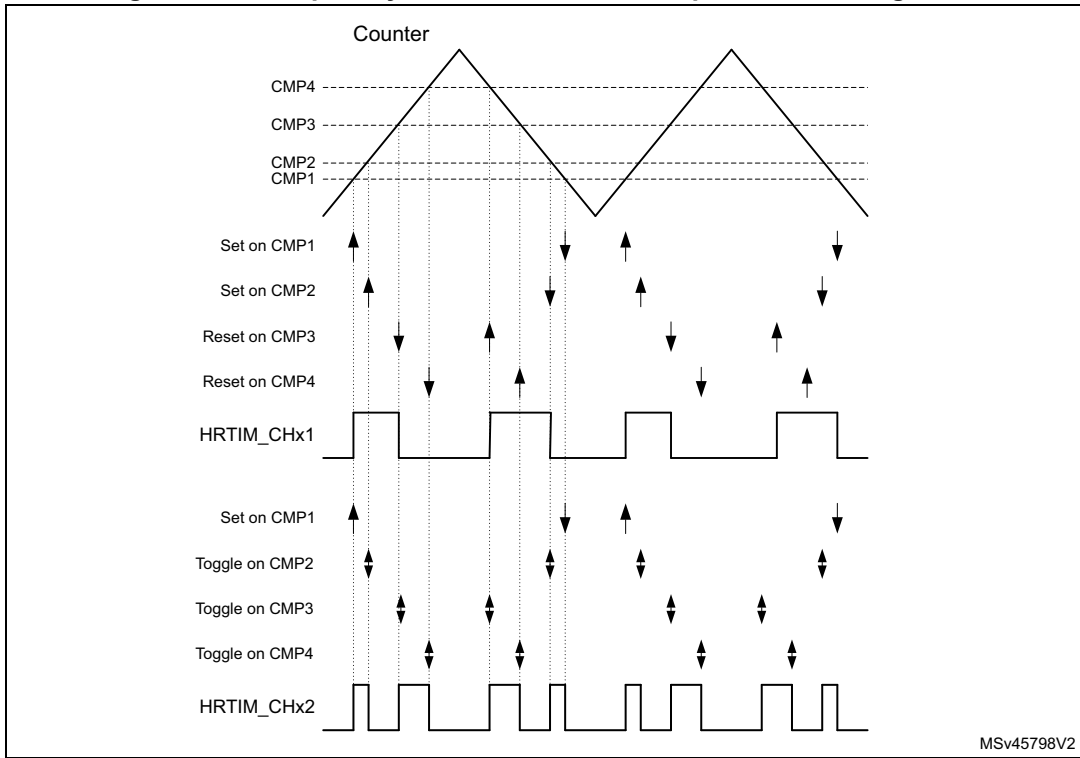 Counter
CMP4
CMP3
CMP2
CMP1
Set on CMP1
Set on CMP2
Reset on CMP3
Reset on CMP4
HRTIM_CHx1
Set on CMP1
Toggle on CMP2
Toggle on CMP3
Toggle on CMP4
HRTIM_CHx2
MSv45798V2